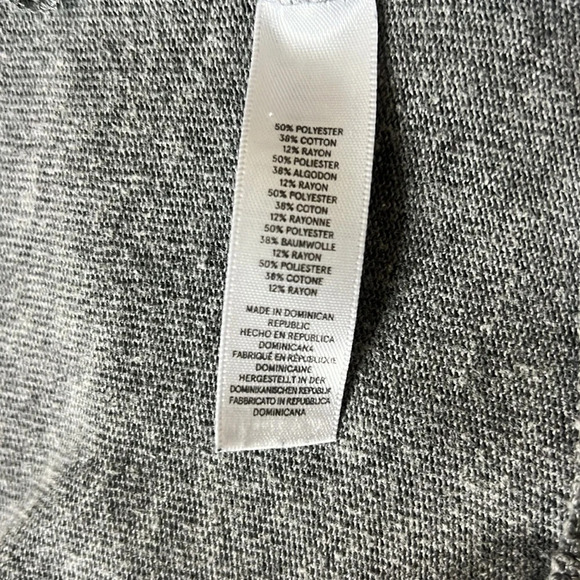 50% POLYESTER
38% COTTON
12% RAYON
50% POLIESTER
38% ALGODON
12% RAYON
50% POLYESTER
38% COTON
12% RAYONNE
50% POLYESTER
38% BAUMWOLLE
12% RAYON
50% POLIESTERE
38% COTONE
12% RAYON
MADE IN DOMINICAN
REPUBLIC
HECHO EN REPUBLICA
DOMINICANA
FABRIQUÉ EN RÉPUBLIQUE
DOMINICAINE
HERGESTELLT IN DER
DOMINIKANISCHEN REPUBLIK
FABBRICATO IN REPUBBLICA
DOMINICANA